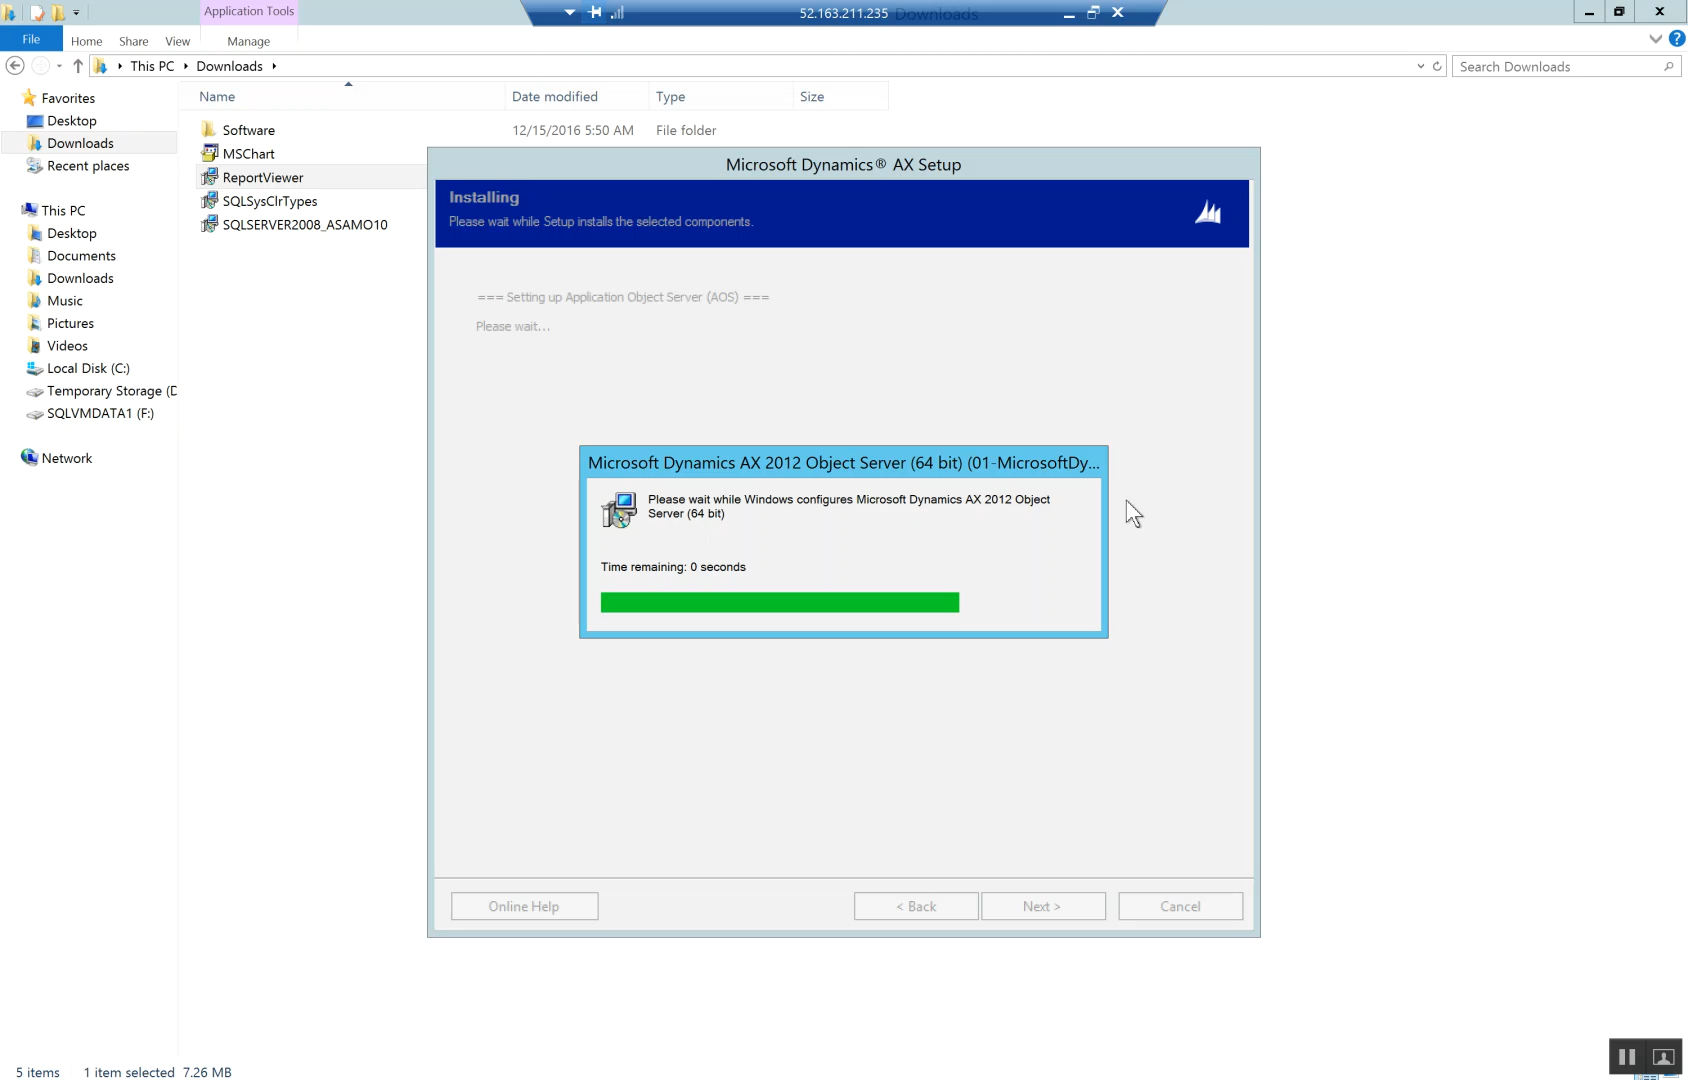 Application Tools
52.163.211.235
Downloads
File
Home
Share
View
Manage
This PC
Downloads
Search Downloads
Name
Date modified
Type
Size
Favorites
Desktop
Downloads
Recent places
This PC
Desktop
Documents
Downloads
Music
Pictures
Videos
Local Disk (C:)
Temporary Storage (D
SQLVMDATA1 (F:)
Network
Software
12/15/2016 5:50 AM
File folder
MSChart
ReportViewer
SQLSysClrTypes
SQLSERVER2008_ASAMO10
Microsoft Dynamics® AX Setup
Installing
Please wait while Setup installs the selected components.
=== Setting up Application Object Server (AOS) ===
Please wait...
Microsoft Dynamics AX 2012 Object Server (64 bit) (01-MicrosoftDy...
Please wait while Windows configures Microsoft Dynamics AX 2012 Object
Server (64 bit)
Time remaining: 0 seconds
Online Help
< Back
Next >
Cancel
5 items
1 item selected 7.26 MB